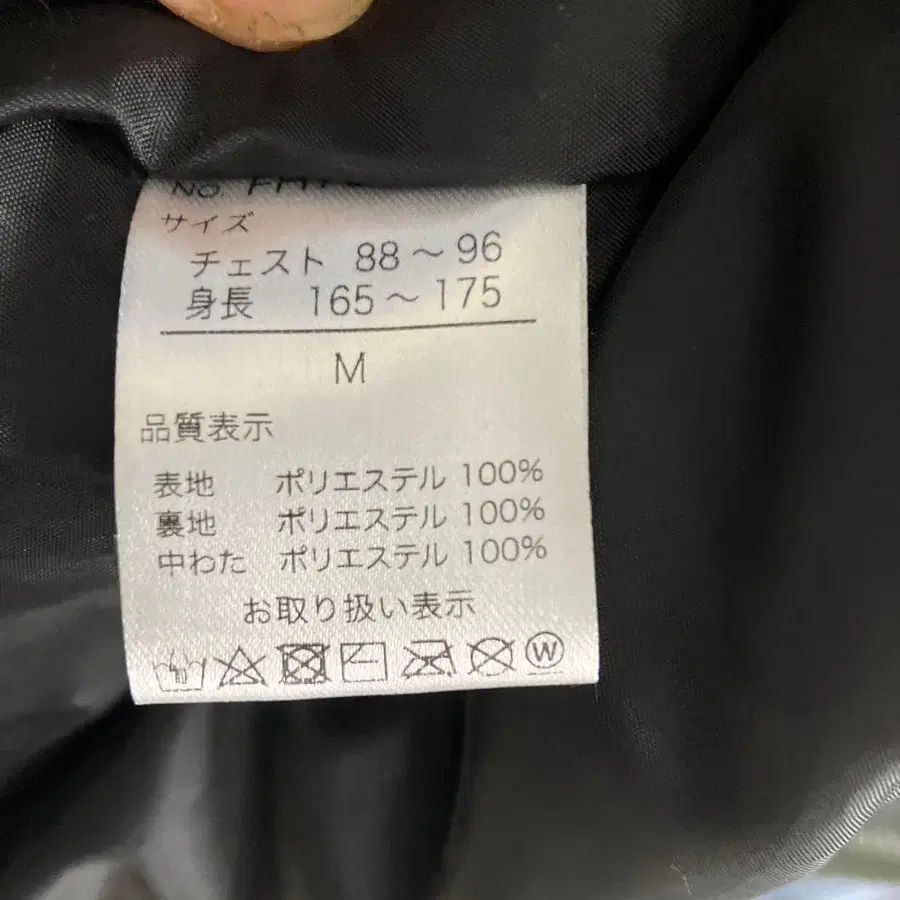 No.
サイズ
チェスト 88～96
身長 165～175
M
品質表示
表地 ポリエステル 100%
裏地 ポリエステル 100%
中わた ポリエステル 100%
お取り扱い表示
W